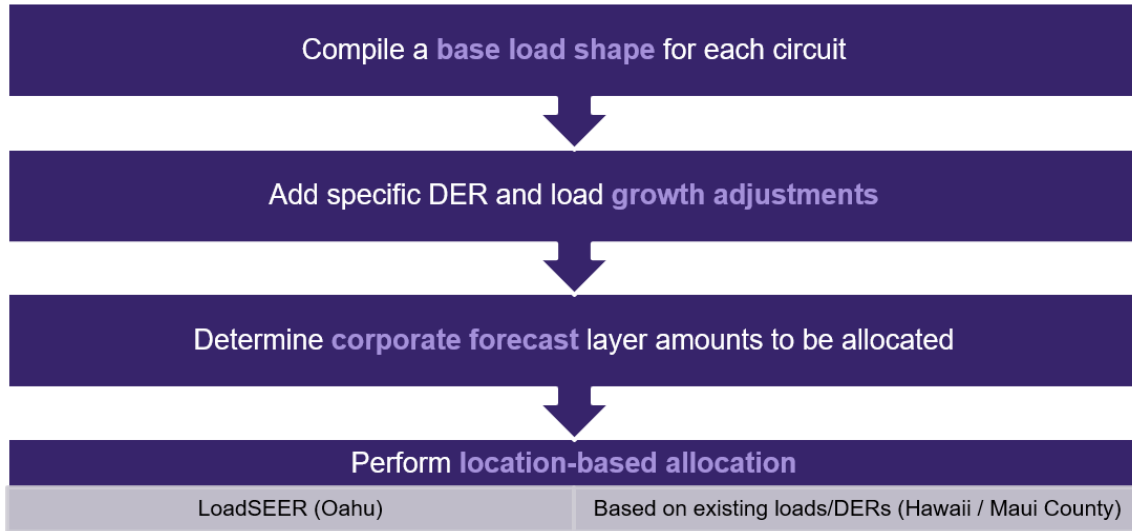 Compile a base load shape for each circuit
Add specific DER and load growth adjustments
Determine corporate forecast layer amounts to be allocated
Perform location-based allocation
LoadSEER (Oahu)
Based on existing loads/DERs (Hawaii / Maui County)